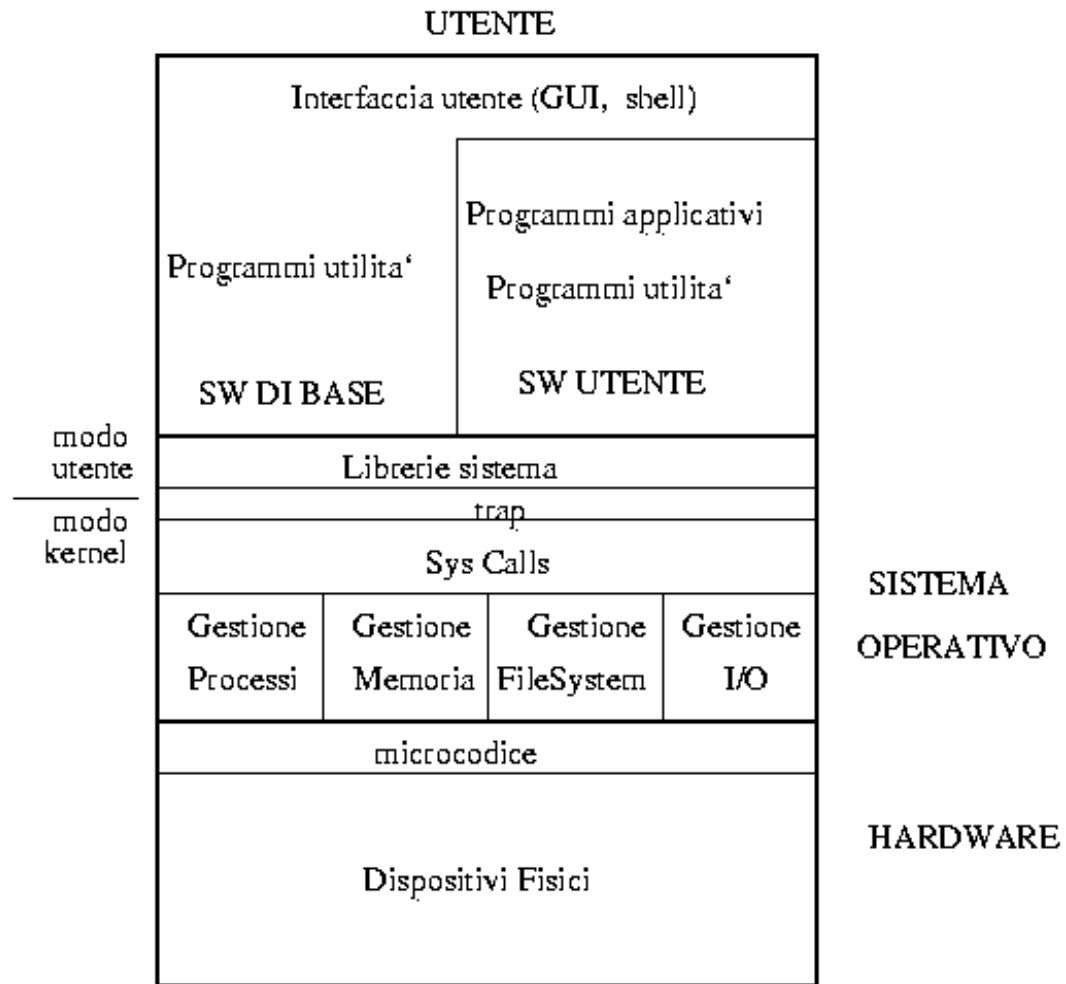 UTENTE
Interfaccia utente (GUI, shell)
Programmi applicativi
Programmi utilita‘
Programmi utilita‘
SW DI BASE
SW UTENTE
modo
utente
modo
kernel
Librerie sistema
trap
Sys Calls
Gestione
Processi
Gestione
Memoria
Gestione
FileSystem
Gestione
I/O
SISTEMA
OPERATIVO
microcodice
Dispositivi Fisici
HARDWARE